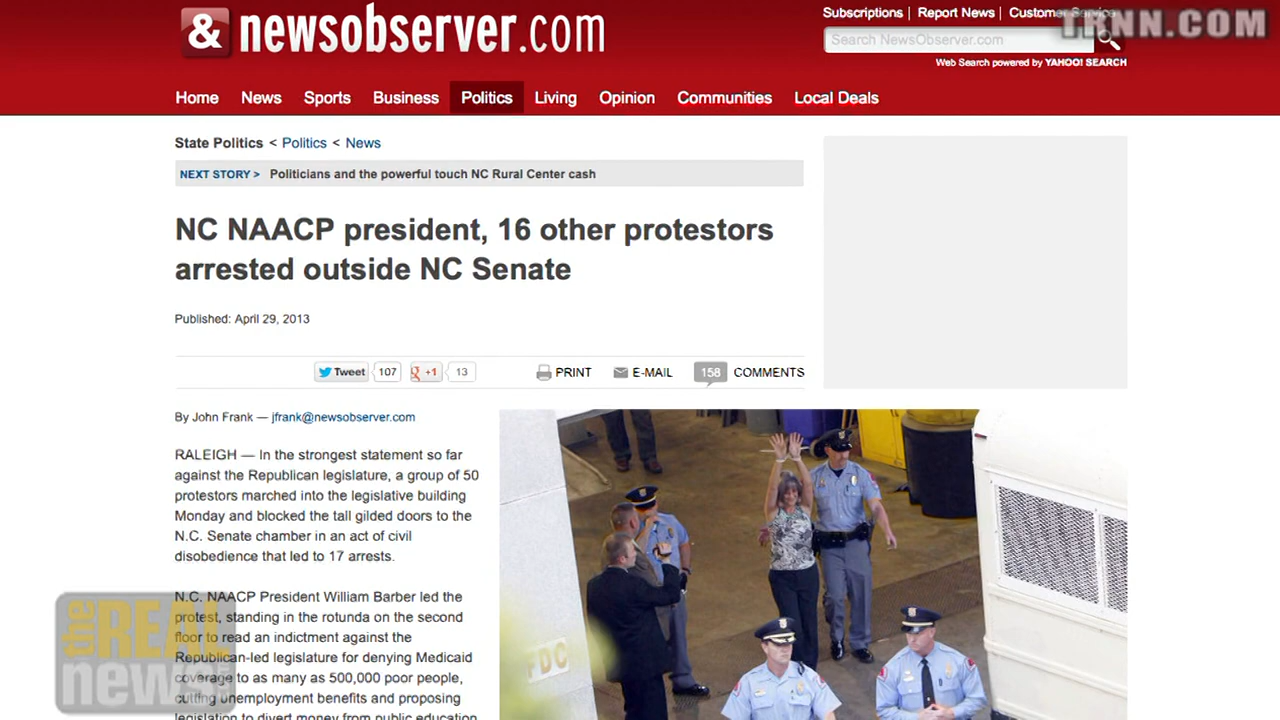 & newsobserver.com
Subscriptions | Report News | Customer Service
TRNN.COM
Search NewsObserver.com
Web Search powered by YAHOO! SEARCH
Home News Sports Business Politics Living Opinion Communities Local Deals
State Politics < Politics < News
NEXT STORY > Politicians and the powerful touch NC Rural Center cash
NC NAACP president, 16 other protestors
arrested outside NC Senate
Published: April 29, 2013
Tweet 107 g +1 13 PRINT E-MAIL 158 COMMENTS
By John Frank — jfrank@newsobserver.com
RALEIGH — In the strongest statement so far
against the Republican legislature, a group of 50
protestors marched into the legislative building
Monday and blocked the tall gilded doors to the
N.C. Senate chamber in an act of civil
disobedience that led to 17 arrests.
N.C. NAACP President William Barber led the
protest, standing in the rotunda on the second
floor to read an indictment against the
Republican-led legislature for denying Medicaid
coverage to as many as 500,000 poor people,
cutting unemployment benefits and proposing
legislation to divert money from public education
the REAL
news
FDC